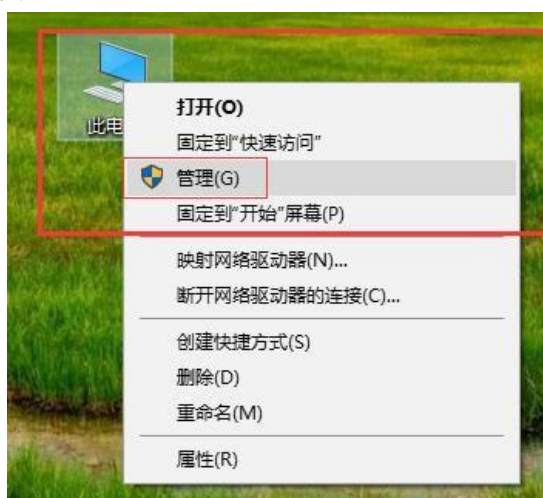 此电
打开(O)
固定到"快速访问"
管理(G)
固定到"开始"屏幕(P)
映射网络驱动器(N)...
断开网络驱动器的连接(C)...
创建快捷方式(S)
删除(D)
重命名(M)
属性(R)